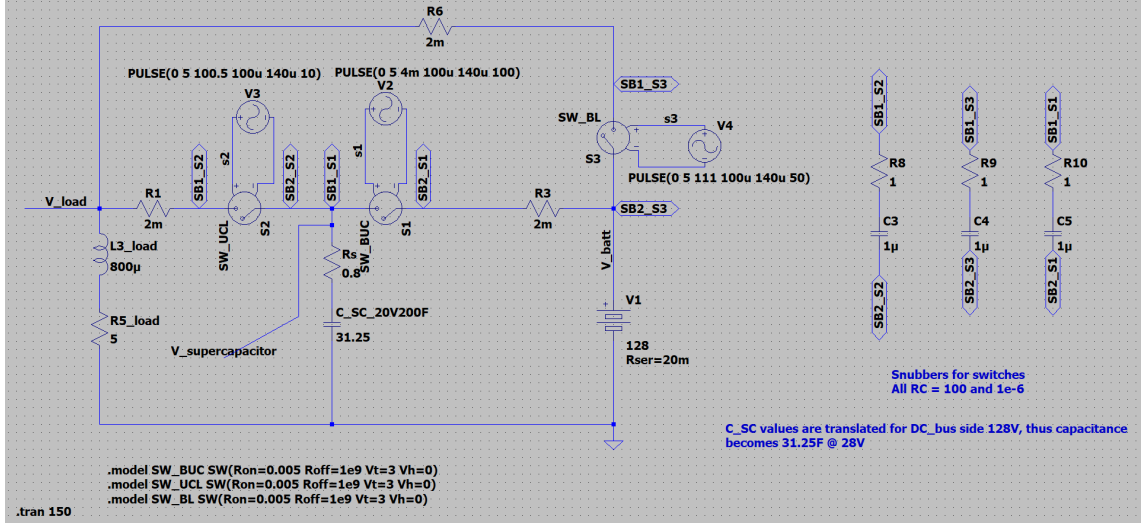 R6
2m
PULSE(0 5 100.5 100u 140u 10)
PULSE(0 5 4m 100u 140u 100)
V3
V2
SB1_S3
SW_BL
s3
V4
S3
PULSE(0 5 111 100u 140u 50)
SB2_S3
SB1_S2
s2
SB2_S2
SB1_S1
s1
SB2_S1
V_load
R1
2m
SW_UCL
S2
SW_BUC
S1
R3
2m
L3_load
800µ
Rs
0.8
V_batt
R5_load
5
C_SC_20V200F
31.25
V_supercapacitor
V1
128
Rser=20m
SB1_S2
SB1_S3
SB1_S1
R8
1
R9
1
R10
1
C3
1µ
C4
1µ
C5
1µ
SB2_S2
SB2_S3
SB2_S1
Snubbers for switches
All RC = 100 and 1e-6
C_SC values are translated for DC_bus side 128V, thus capacitance
becomes 31.25F @ 28V
.model SW_BUC SW(Ron=0.005 Roff=1e9 Vt=3 Vh=0)
.model SW_UCL SW(Ron=0.005 Roff=1e9 Vt=3 Vh=0)
.model SW_BL SW(Ron=0.005 Roff=1e9 Vt=3 Vh=0)
.tran 150